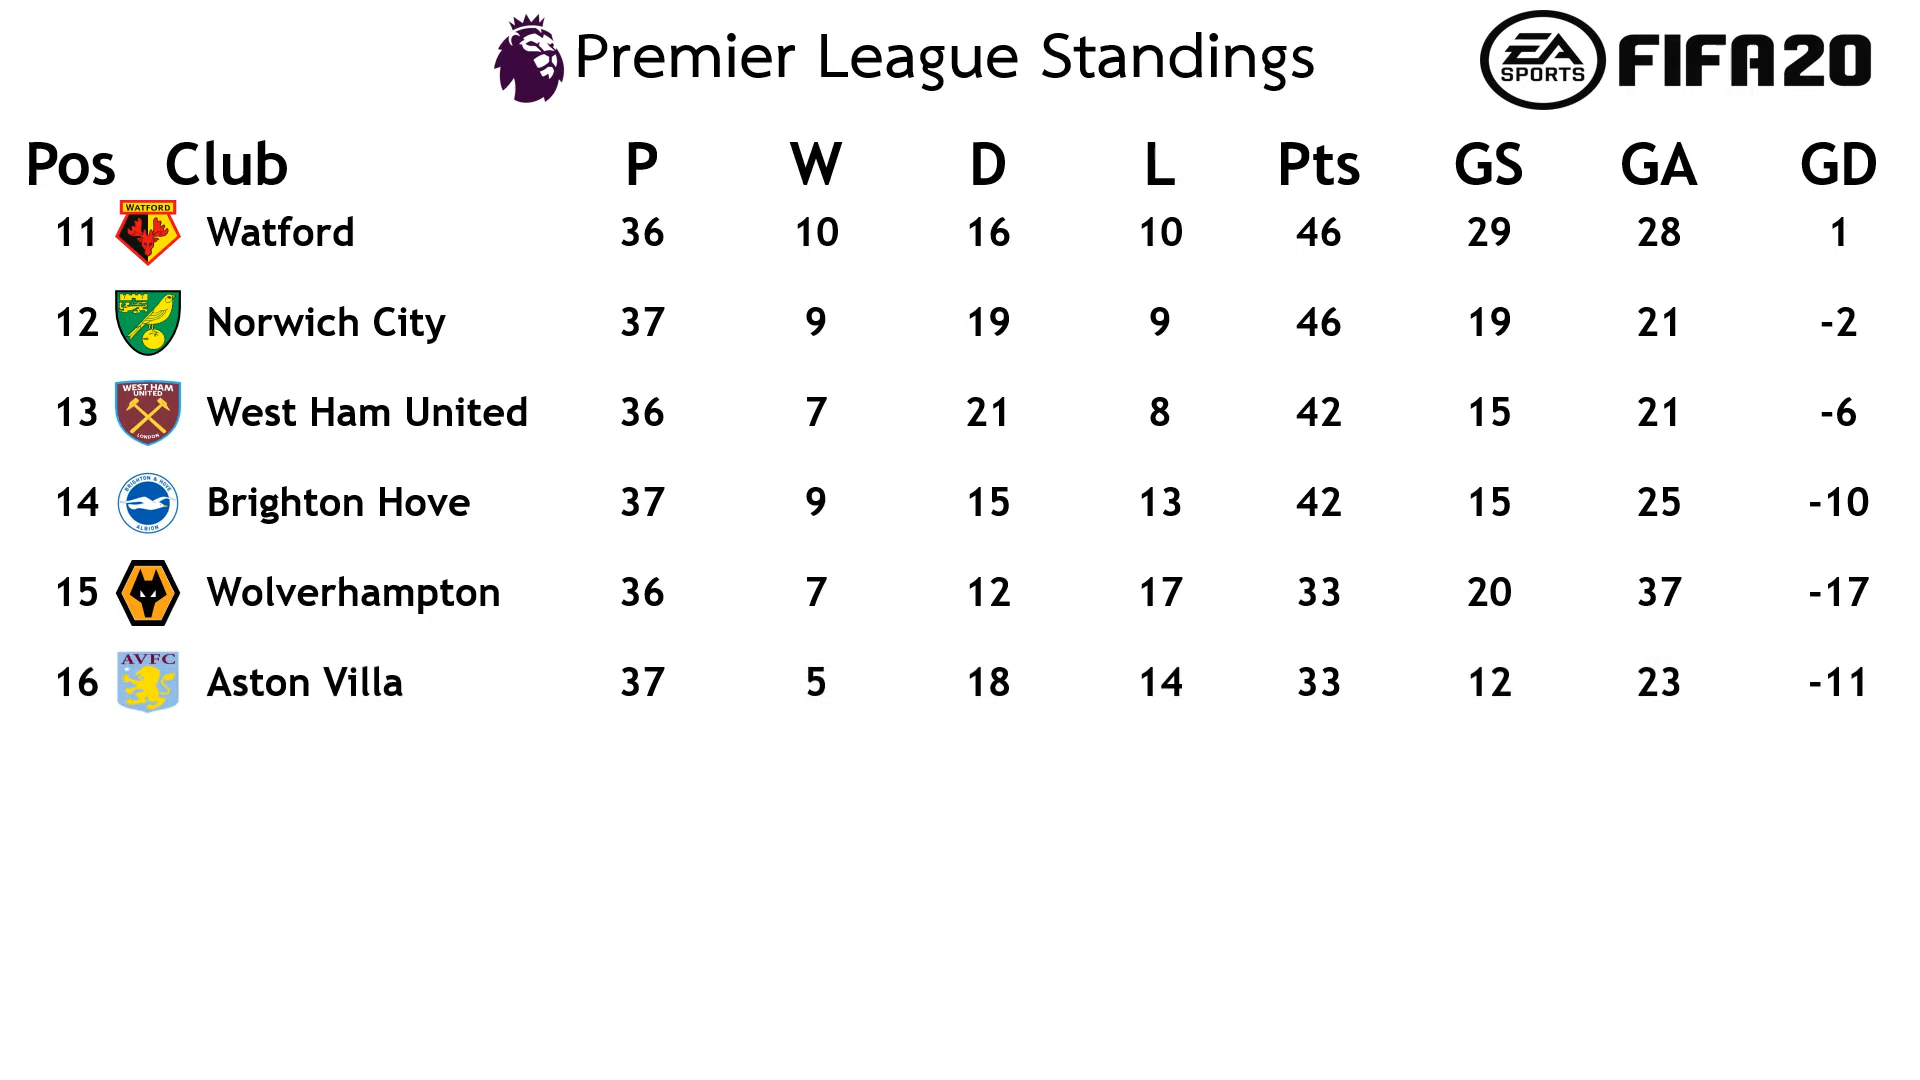 Premier League Standings
EA SPORTS FIFA20
Pos Club P W D L Pts GS GA GD
11 WATFORD Watford 36 10 16 10 46 29 28 1
12 Norwich City 37 9 19 9 46 19 21 -2
13 WEST HAM UNITED LONDON West Ham United 36 7 21 8 42 15 21 -6
14 BRIGHTON & HOVE ALBION Brighton Hove 37 9 15 13 42 15 25 -10
15 Wolverhampton 36 7 12 17 33 20 37 -17
16 AVFC Aston Villa 37 5 18 14 33 12 23 -11